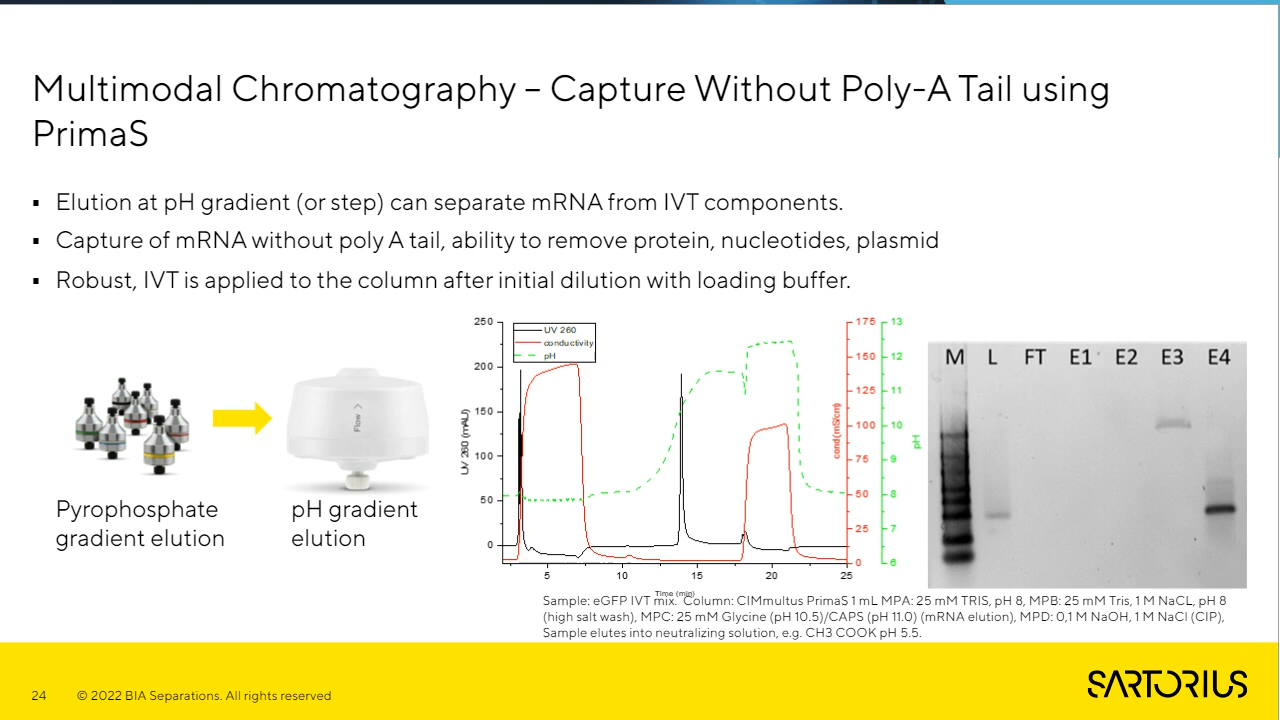 Multimodal Chromatography – Capture Without Poly-A Tail using
PrimaS
▪ Elution at pH gradient (or step) can separate mRNA from IVT components.
▪ Capture of mRNA without poly A tail, ability to remove protein, nucleotides, plasmid
▪ Robust, IVT is applied to the column after initial dilution with loading buffer.
Flow >
Pyrophosphate
gradient elution
pH gradient
elution
UV 260
conductivity
pH
250
200
150
100
50
0
UV 260 (mAU)
5 10 15 20 25
Time (min)
175
150
125
100
75
50
25
0
cond (mS/cm)
13
12
11
10
9
8
7
6
pH
M L FT E1 E2 E3 E4
Sample: eGFP IVT mix. Column: CIMmultus PrimaS 1 mL MPA: 25 mM TRIS, pH 8, MPB: 25 mM Tris, 1 M NaCL, pH 8
(high salt wash), MPC: 25 mM Glycine (pH 10.5)/CAPS (pH 11.0) (mRNA elution), MPD: 0,1 M NaOH, 1 M NaCl (CIP),
Sample elutes into neutralizing solution, e.g. CH3 COOK pH 5.5.
24 © 2022 BIA Separations. All rights reserved
SARTORIUS